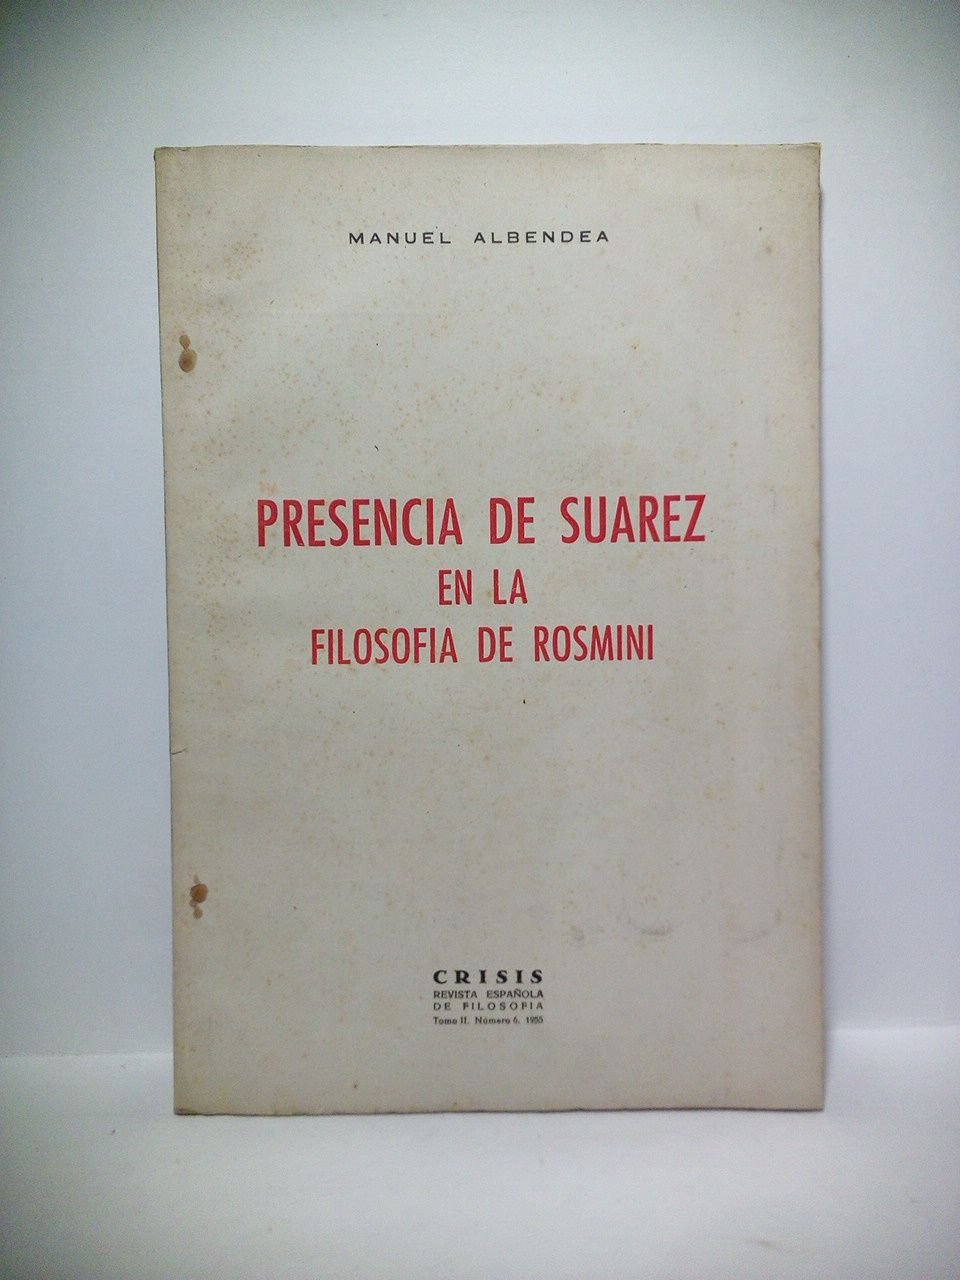 MANUEL ALBENDEA
PRESENCIA DE SUAREZ
EN LA
FILOSOFIA DE ROSMINI
CRISIS
REVISTA ESPAÑOLA
DE FILOSOFIA
Tomo II. Número 6. 1955